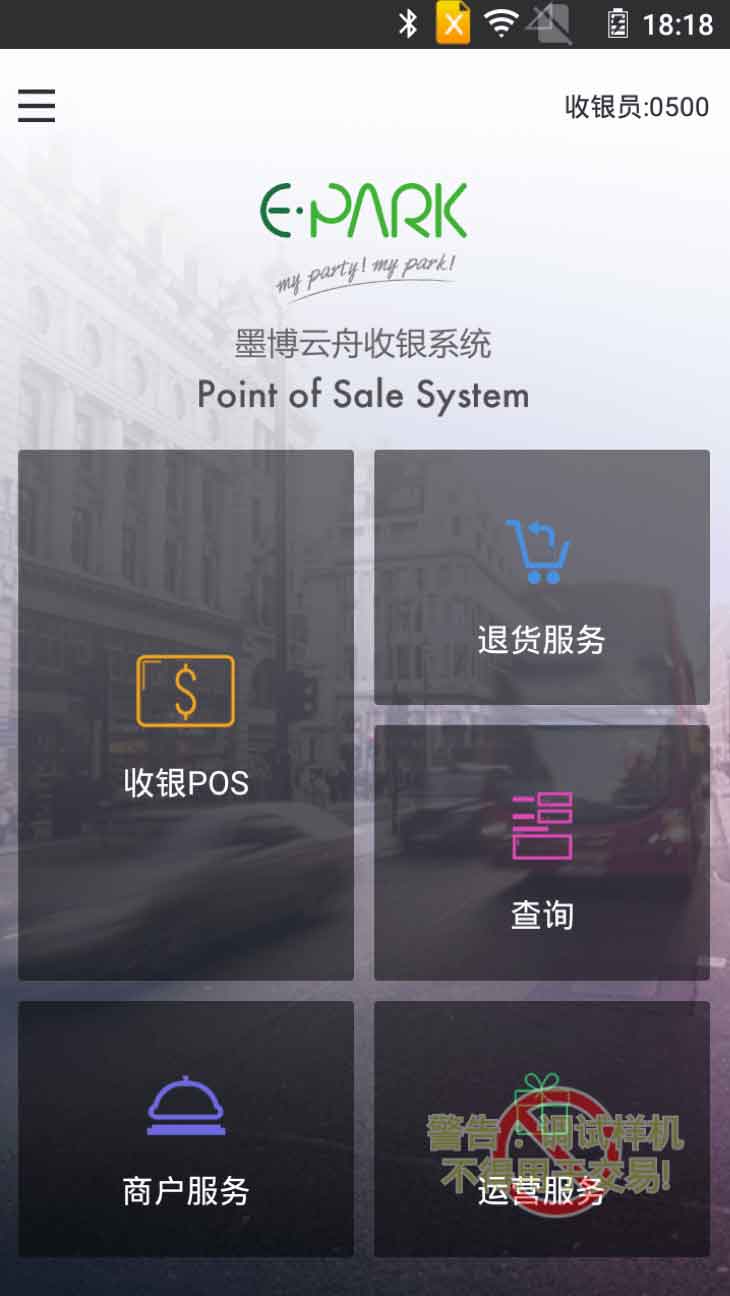 18:18
收银员:0500
E·PARK
my party! my park!
墨博云舟收银系统
Point of Sale System
退货服务
收银POS
查询
警告：调试样机
不得用于交易!
商户服务
运营服务